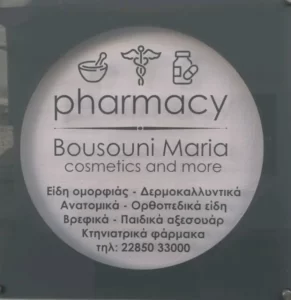 pharmacy
Bousouni Maria
cosmetics and more
Είδη ομορφιάς - Δερμοκαλλυντικά
Ανατομικά - Ορθοπεδικά είδη
Βρεφικά - Παιδικά αξεσουάρ
Κτηνιατρικά φάρμακα
τηλ: 22850 33000